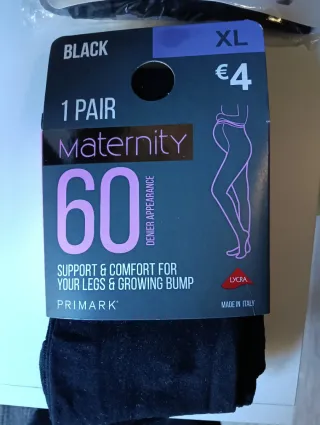 BLACK
XL
€4
1 PAIR
Maternity
60
DENIER APPEARANCE
SUPPORT & COMFORT FOR
YOUR LEGS & GROWING BUMP
LYCRA
PRIMARK®
MADE IN ITALY